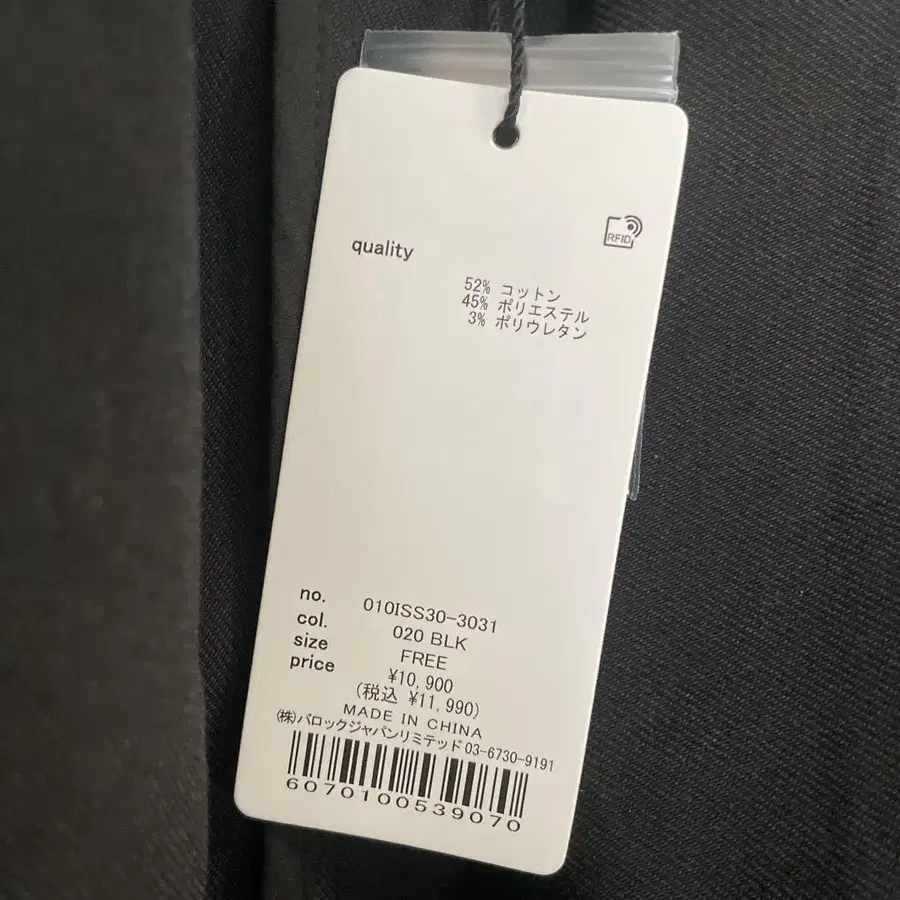 RFID
quality
52% コットン
45% ポリエステル
3% ポリウレタン
no. 010ISS30-3031
col. 020 BLK
size FREE
price ¥10,900
(税込 ¥11,990)
MADE IN CHINA
㈱バロックジャパンリミテッド 03-6730-9191
6070100539070